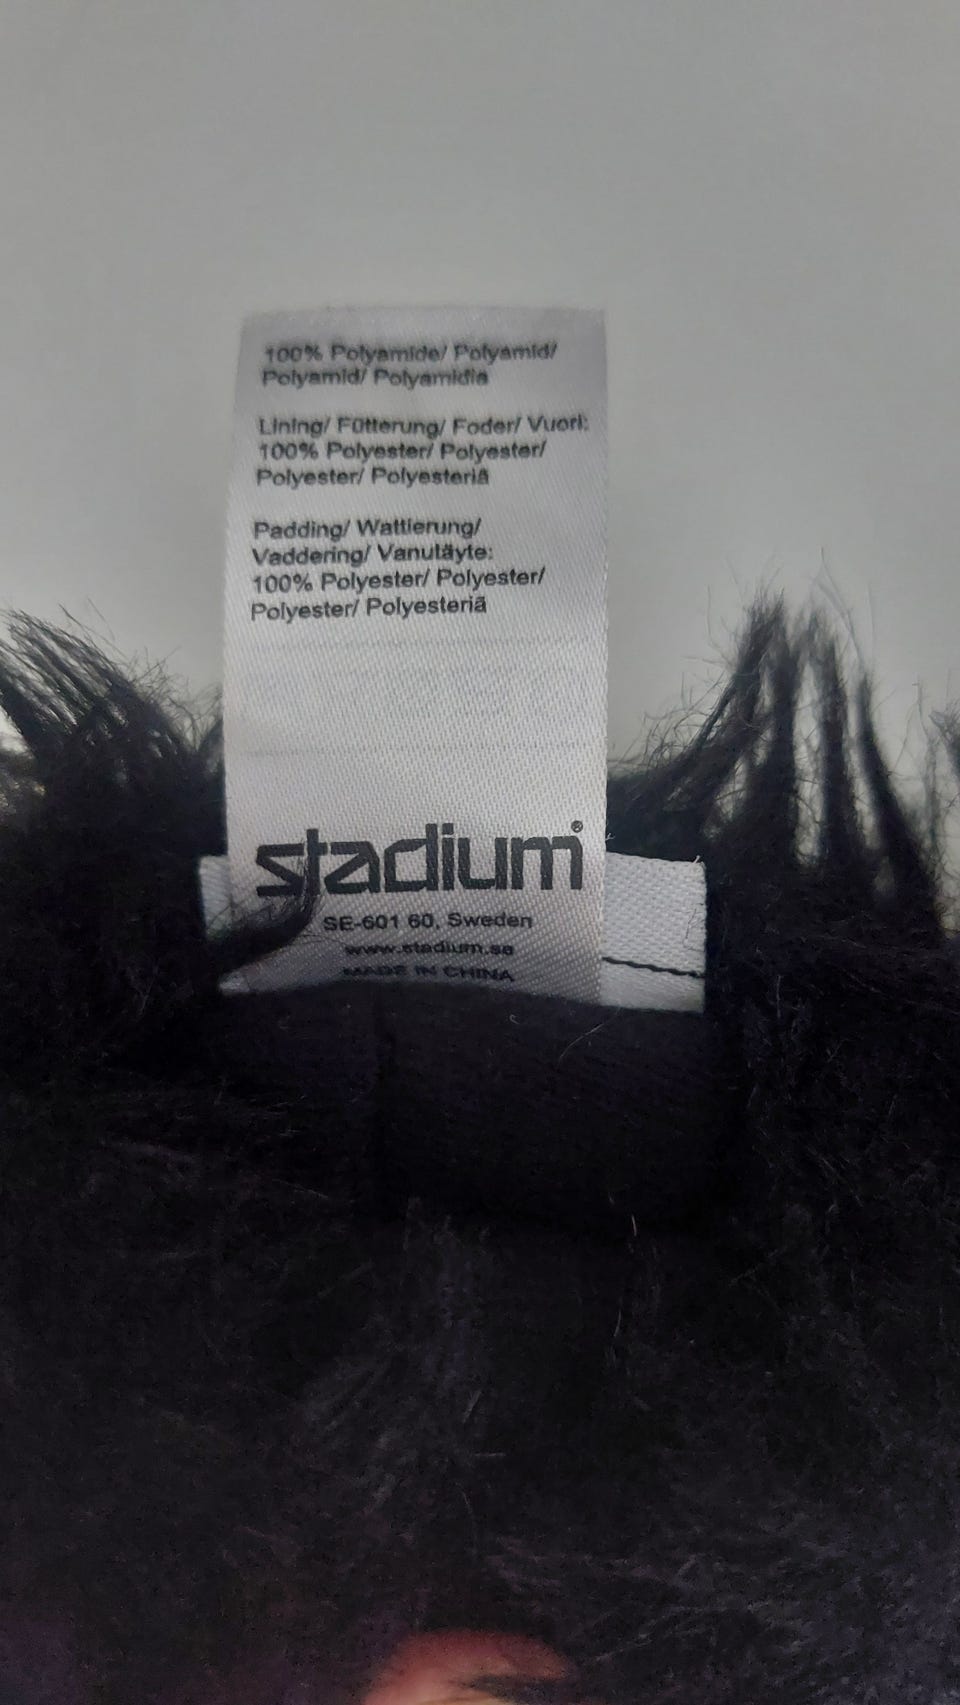 100% Polyamide/ Polyamid/
Polyamid/ Polyamidia
Lining/ Fütterung/ Foder/ Vuori:
100% Polyester/ Polyester/
Polyester/ Polyesteriä
Padding/ Wattierung/
Vaddering/ Vanutäyte:
100% Polyester/ Polyester/
Polyester/ Polyesteriä
stadium®
SE-601 60, Sweden
www.stadium.se
MADE IN CHINA